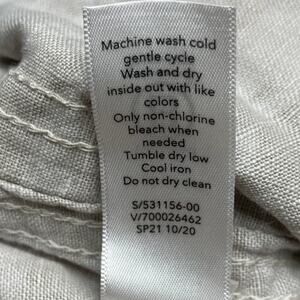 Machine wash cold
gentle cycle
Wash and dry
inside out with like
colors
Only non-chlorine
bleach when
needed
Tumble dry low
Cool iron
Do not dry clean
S/531156-00
V/700026462
SP21 10/20